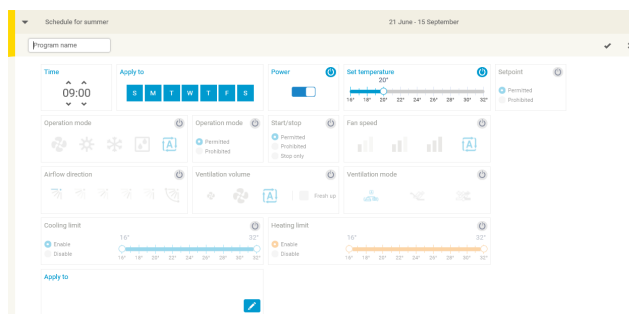 Schedule for summer 21 June - 15 September
Program name
Time
09:00
Apply to
S M T W T F S
Power
Set temperature
20°
16° 18° 20° 22° 24° 26° 28° 30° 32°
Setpoint
Permitted
Prohibited
Operation mode
A
Operation mode
Permitted
Prohibited
Start/stop
Permitted
Prohibited
Stop only
Fan speed
A
Airflow direction
Ventilation volume
A
Fresh up
Ventilation mode
Cooling limit
Enable
Disable
16° 32°
16° 18° 20° 22° 24° 26° 28° 30° 32°
Heating limit
Enable
Disable
16° 32°
16° 18° 20° 22° 24° 26° 28° 30° 32°
Apply to